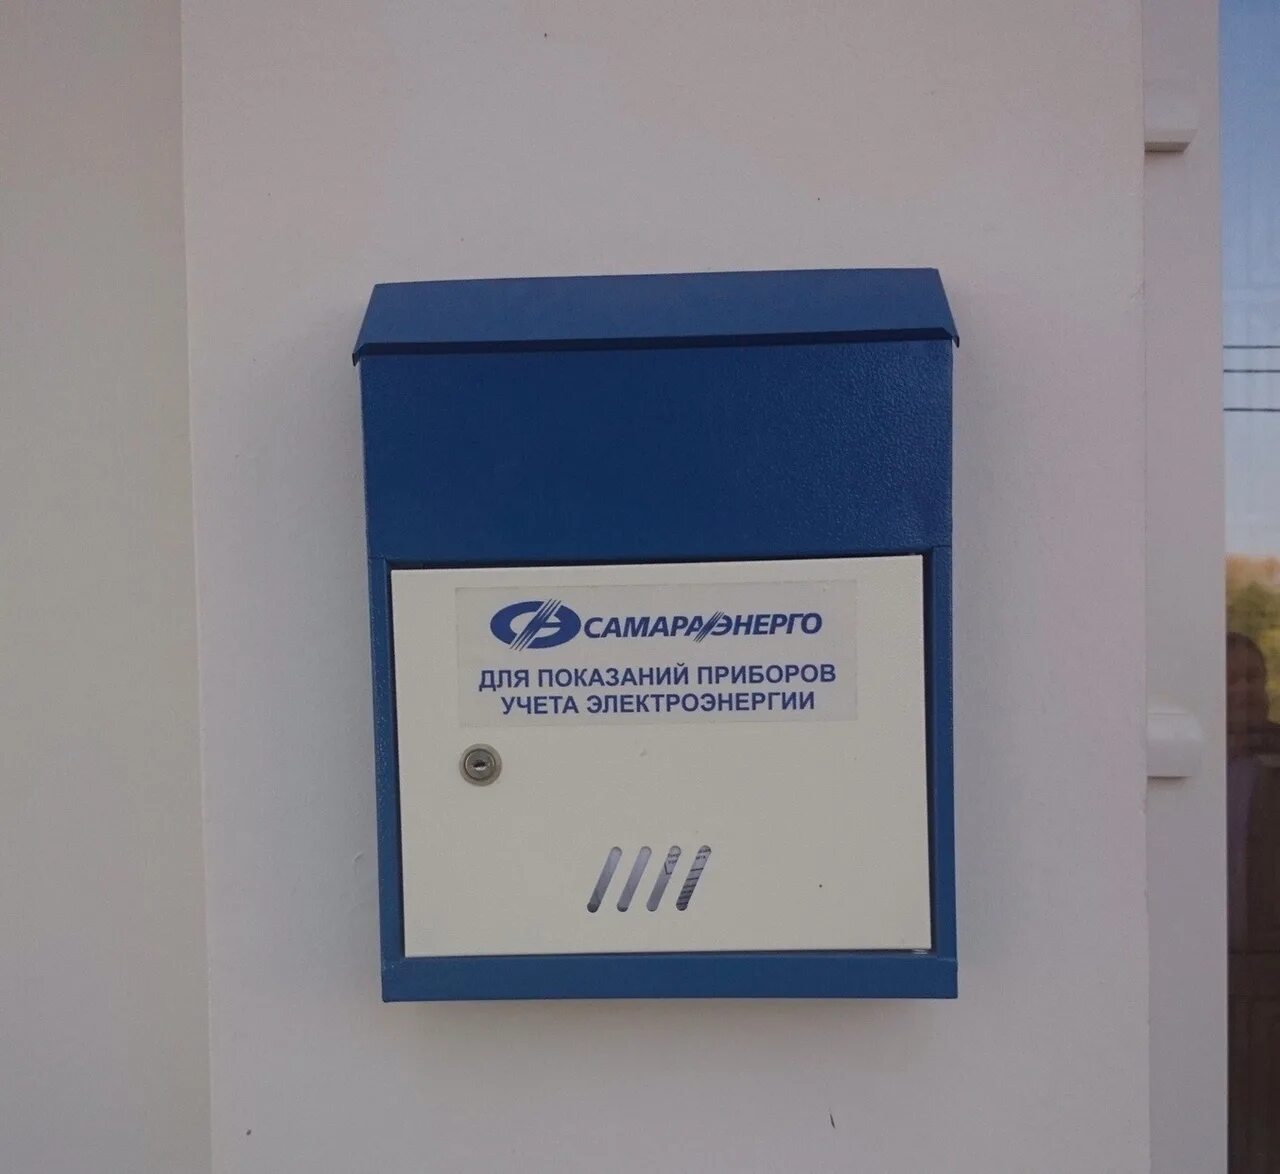 САМАРАЭНЕРГО
ДЛЯ ПОКАЗАНИЙ ПРИБОРОВ
УЧЕТА ЭЛЕКТРОЭНЕРГИИ